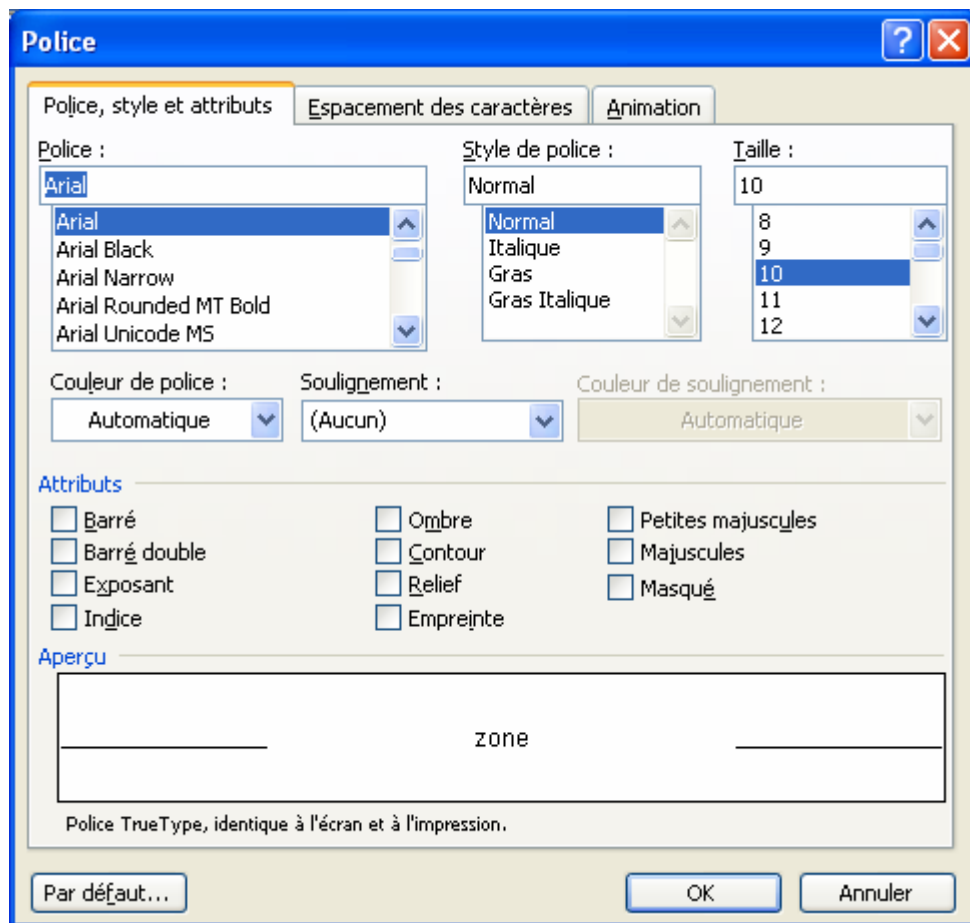 Police
Police, style et attributs Espacement des caractères Animation
Police : Style de police : Taille :
Arial Normal 10
Arial Normal 8
Arial Black Italique 9
Arial Narrow Gras 10
Arial Rounded MT Bold Gras Italique 11
Arial Unicode MS 12
Couleur de police : Soulignement : Couleur de soulignement :
Automatique (Aucun) Automatique
Attributs
Barré Ombre Petites majuscules
Barré double Contour Majuscules
Exposant Relief Masqué
Indice Empreinte
Aperçu
zone
Police TrueType, identique à l'écran et à l'impression.
Par défaut... OK Annuler